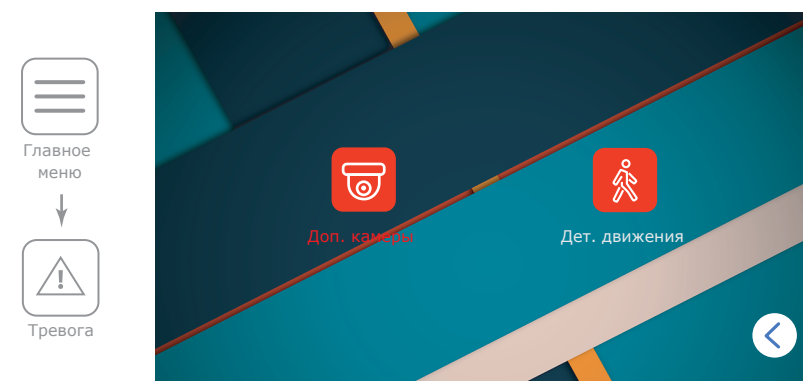 Главное
меню
Тревога
Доп. камеры
Дет. движения